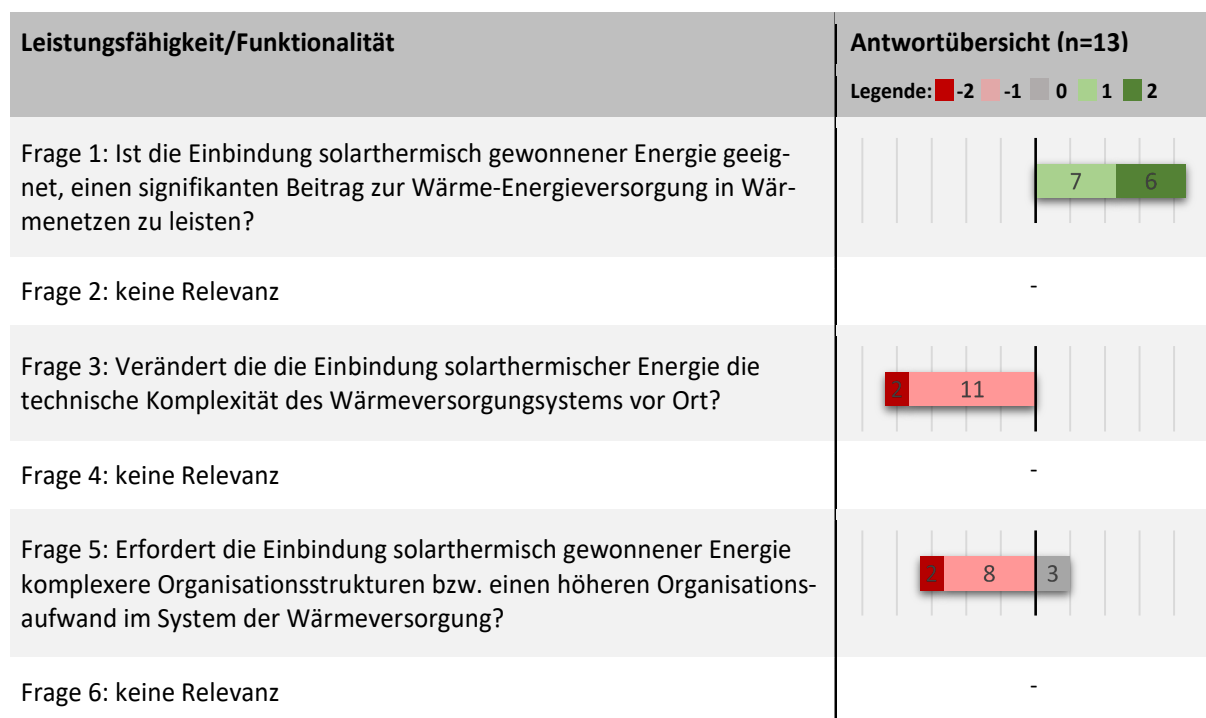 Leistungsfähigkeit/Funktionalität
Antwortübersicht (n=13)
Legende: -2 -1 0 1 2
Frage 1: Ist die Einbindung solarthermisch gewonnener Energie geeig-
net, einen signifikanten Beitrag zur Wärme-Energieversorgung in Wär-
menetzen zu leisten?
7 6
Frage 2: keine Relevanz
-
Frage 3: Verändert die die Einbindung solarthermischer Energie die
technische Komplexität des Wärmeversorgungsystems vor Ort?
2 11
Frage 4: keine Relevanz
-
Frage 5: Erfordert die Einbindung solarthermisch gewonnener Energie
komplexere Organisationsstrukturen bzw. einen höheren Organisations-
aufwand im System der Wärmeversorgung?
2 8 3
Frage 6: keine Relevanz
-